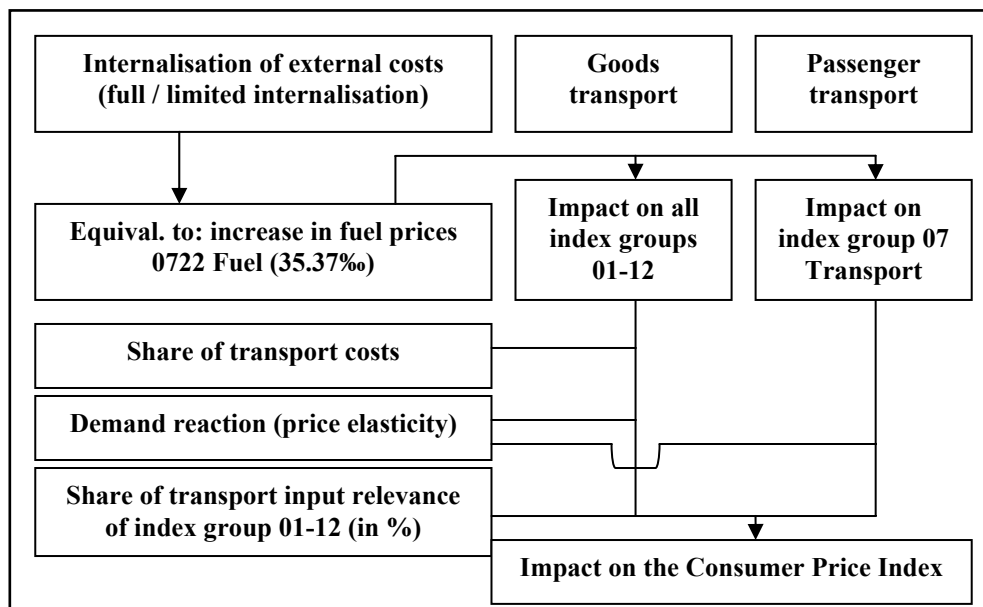 Internalisation of external costs
(full / limited internalisation)
Goods
transport
Passenger
transport
Equival. to: increase in fuel prices
0722 Fuel (35.37‰)
Impact on all
index groups
01-12
Impact on
index group 07
Transport
Share of transport costs
Demand reaction (price elasticity)
Share of transport input relevance
of index group 01-12 (in %)
Impact on the Consumer Price Index